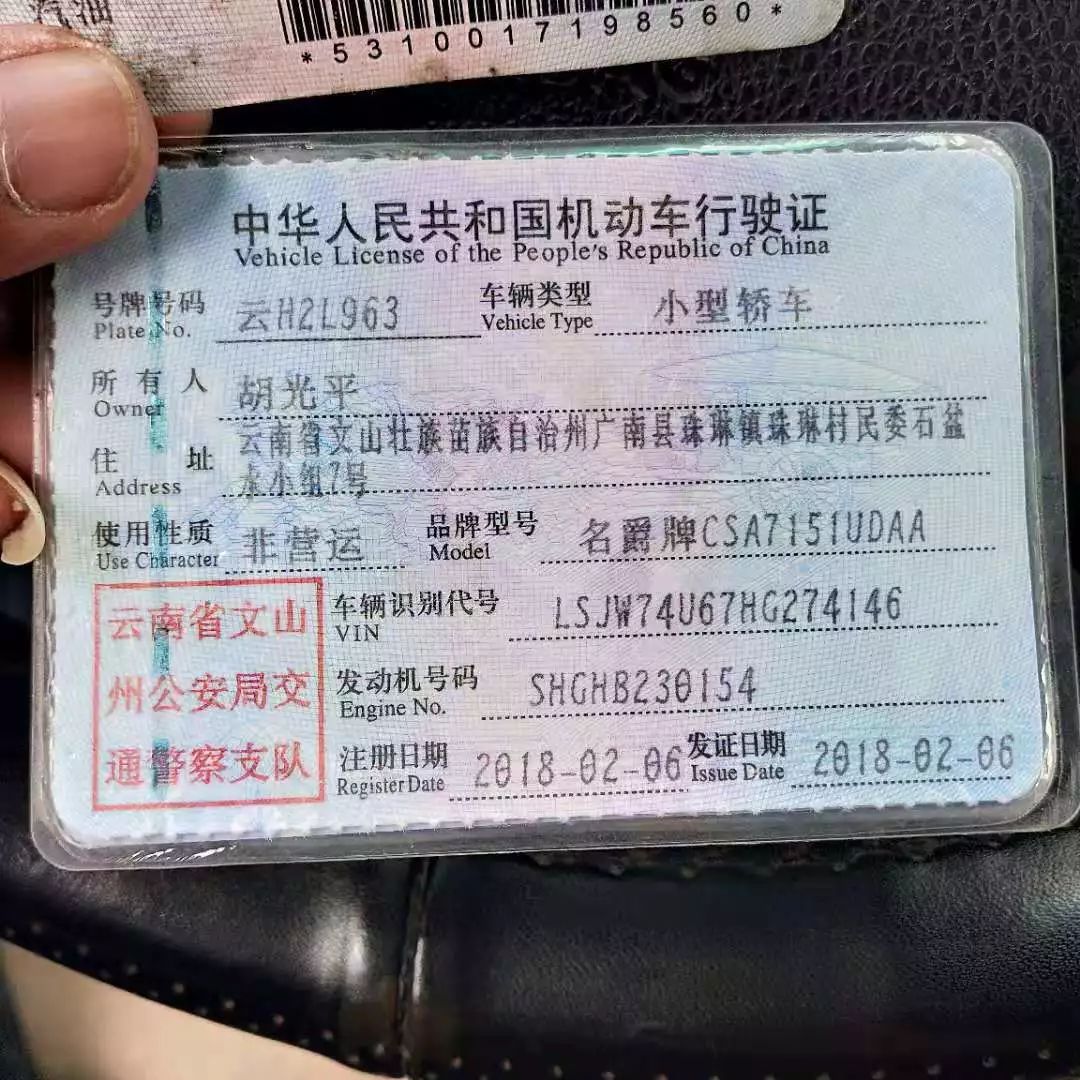 汽油
*5310017198560*
中华人民共和国机动车行驶证
Vehicle License of the People's Republic of China
号牌号码 云H2L963 车辆类型 小型轿车
Plate No. Vehicle Type
所有人 胡光平
Owner
云南省文山壮族苗族自治州广南县珠琳镇珠琳村民委石盆
住址 水小组7号
Address
使用性质 非营运 品牌型号 名爵牌CSA7151UDAA
Use Character Model
云南省文山
州公安局交
通警察支队
车辆识别代号 LSJW74U67HG274146
VIN
发动机号码 SHGHB230154
Engine No.
注册日期 2018-02-06 发证日期 2018-02-06
Register Date Issue Date